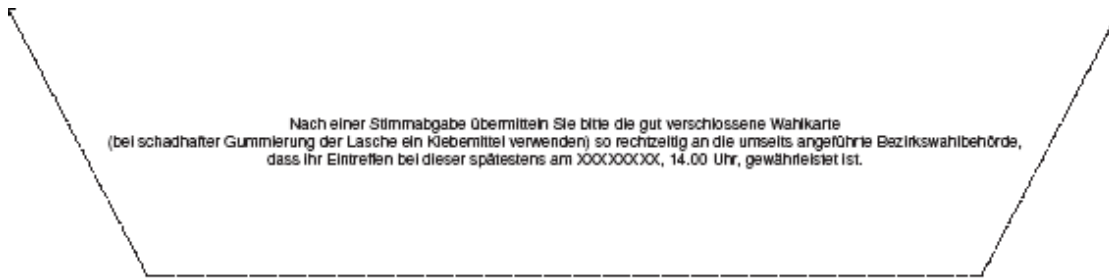 Nach einer Stimmabgabe übermitteln Sie bitte die gut verschlossene Wahlkarte
(bei schadhafter Gummierung der Lasche ein Klebemittel verwenden) so rechtzeitig an die umseits angeführte Bezirkswahlbehörde,
dass ihr Eintreffen bei dieser spätestens am XXXXXXXX, 14.00 Uhr, gewährleistet ist.